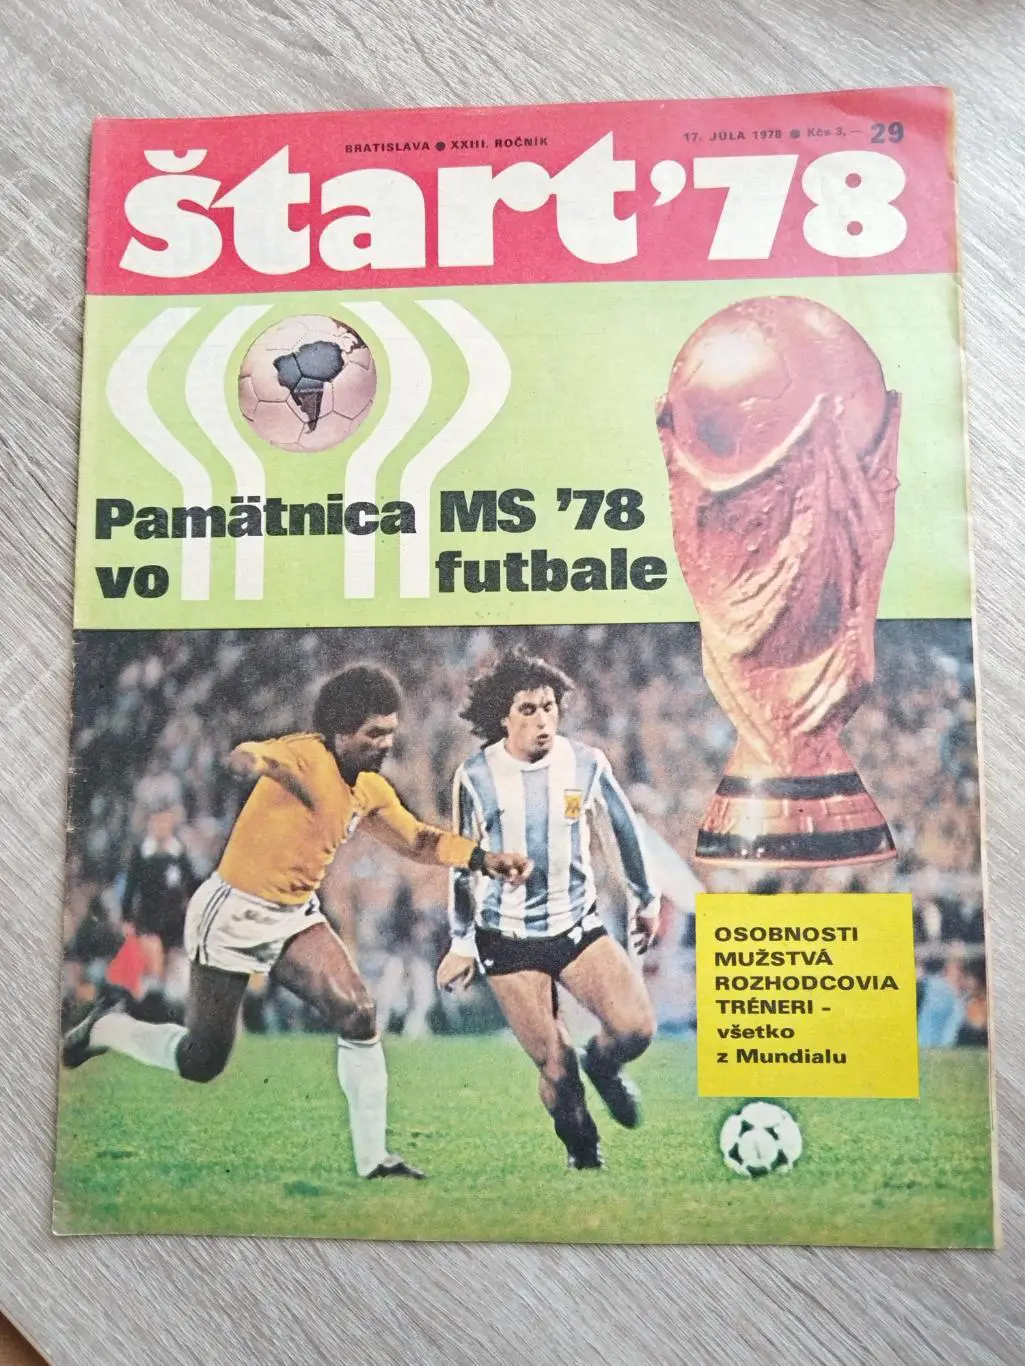 BRATISLAVA ● XXIII. ROČNÍK
17. JÚLA 1978 ● Kčs 3,— 29
štart '78
Pamätnica MS '78
vo futbale
OSOBNOSTI
MUŽSTVÁ
ROZHODCOVIA
TRÉNERI -
všetko
z Mundialu